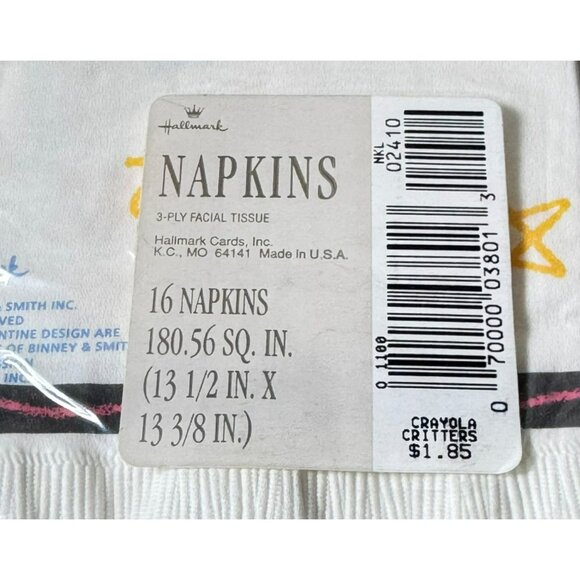 Hallmark
NAPKINS
3-PLY FACIAL TISSUE
Hallmark Cards, Inc.
K.C., MO 64141 Made in U.S.A.
16 NAPKINS
180.56 SQ. IN.
(13 1/2 IN. X
13 3/8 IN.)
NKL
02410
0 1100
0 70000 03801 3
CRAYOLA
CRITTERS
$1.85
& SMITH INC.
VED
ENTINE DESIGN ARE
OF BINNEY & SMIT
INC